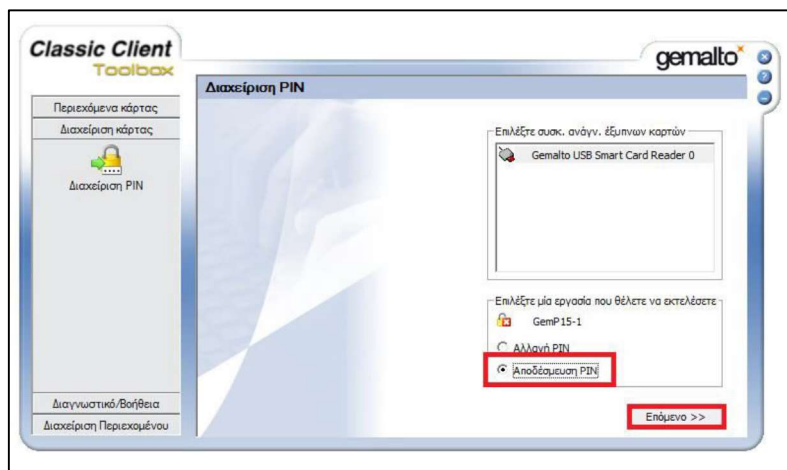 Classic Client
Toolbox
gemalto
Διαχείριση PIN
Περιεχόμενα κάρτας
Διαχείριση κάρτας
Διαχείριση PIN
Διαγνωστικό/Βοήθεια
Διαχείριση Περιεχομένου
Επιλέξτε συσκ. ανάγν. έξυπνων καρτών
Gemalto USB Smart Card Reader 0
Επιλέξτε μία εργασία που θέλετε να εκτελέσετε
GemP15-1
Αλλαγή PIN
Αποδέσμευση PIN
Επόμενο >>